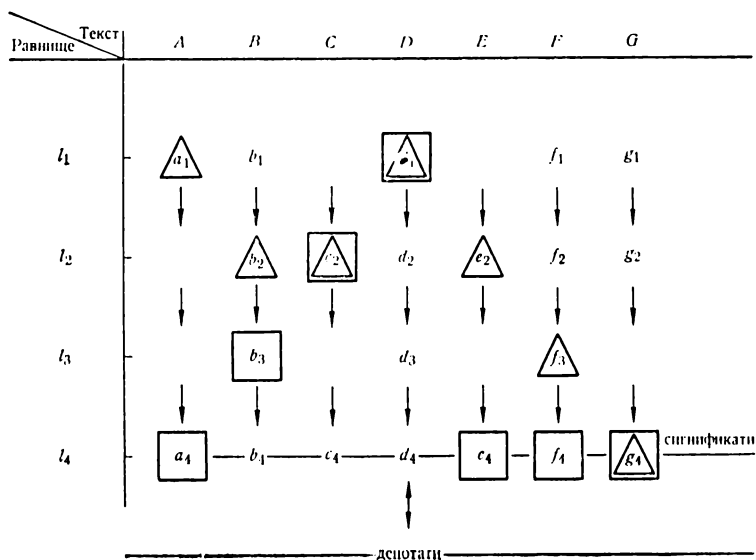 Текст
Равнище A B C D E F G
l₁ a₁ b₁ f₁ g₁
l₂ b₂ c₂ d₂ e₂ f₂ g₂
l₃ b₃ d₃ f₃
сигнификати
l₄ a₄ b₄ c₄ d₄ e₄ f₄ g₄
денотати